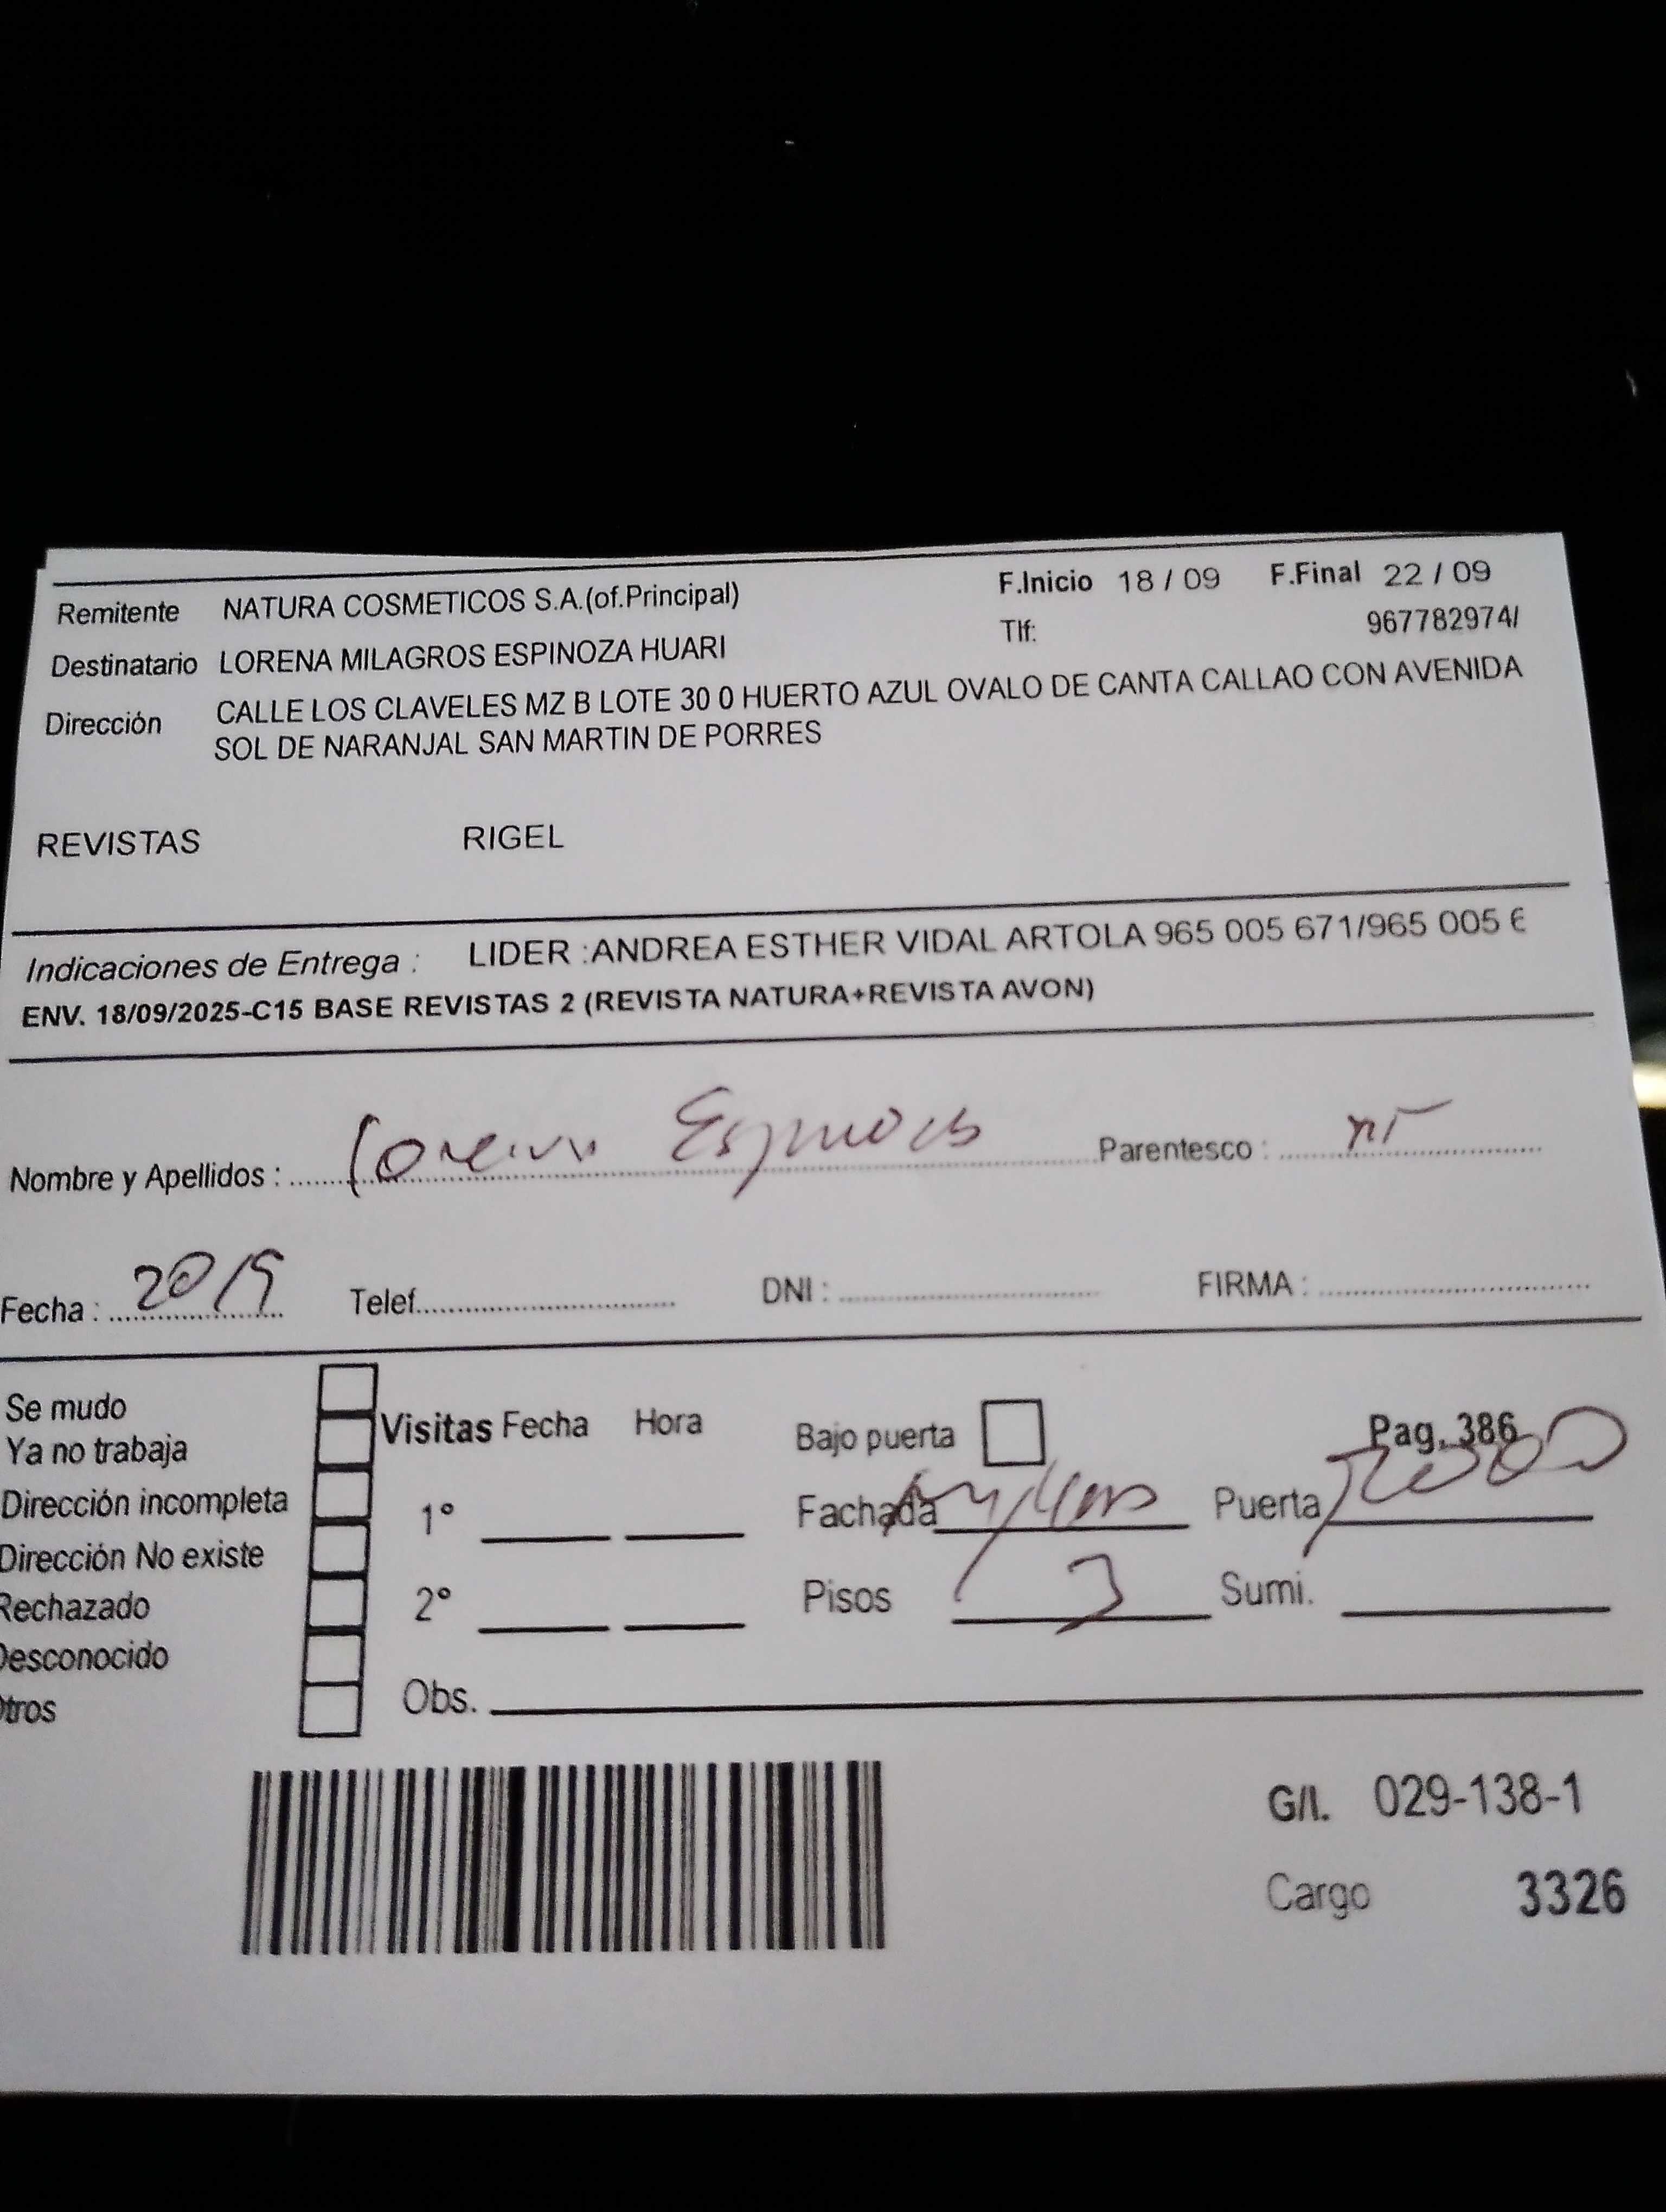 Remitente NATURA COSMETICOS S.A.(of.Principal) F.Inicio 18 / 09 F.Final 22 / 09
Tlf: 967782974/
Destinatario LORENA MILAGROS ESPINOZA HUARI
Dirección CALLE LOS CLAVELES MZ B LOTE 30 0 HUERTO AZUL OVALO DE CANTA CALLAO CON AVENIDA
SOL DE NARANJAL SAN MARTIN DE PORRES
REVISTAS RIGEL
Indicaciones de Entrega : LIDER :ANDREA ESTHER VIDAL ARTOLA 965 005 671/965 005 6
ENV. 18/09/2025-C15 BASE REVISTAS 2 (REVISTA NATURA+REVISTA AVON)
Nombre y Apellidos : Lorena Espinoza Parentesco :
Fecha : 20/9 Telef. DNI : FIRMA :
Se mudo
Ya no trabaja
Dirección incompleta
Dirección No existe
Rechazado
Desconocido
Otros
Visitas Fecha Hora
1°
2°
Obs.
Bajo puerta Pag. 386
Fachada Puerta
Pisos 3 Sumi.
G/I. 029-138-1
Cargo 3326